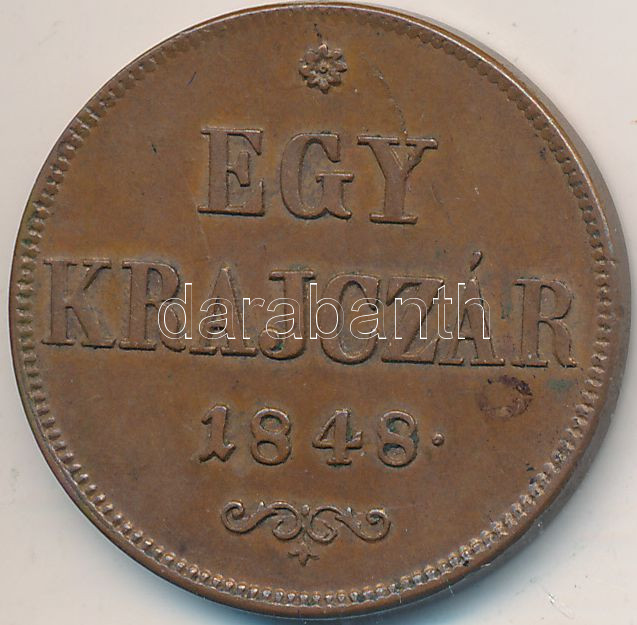 EGY
KRAJCZÁR
darabanth
1848.